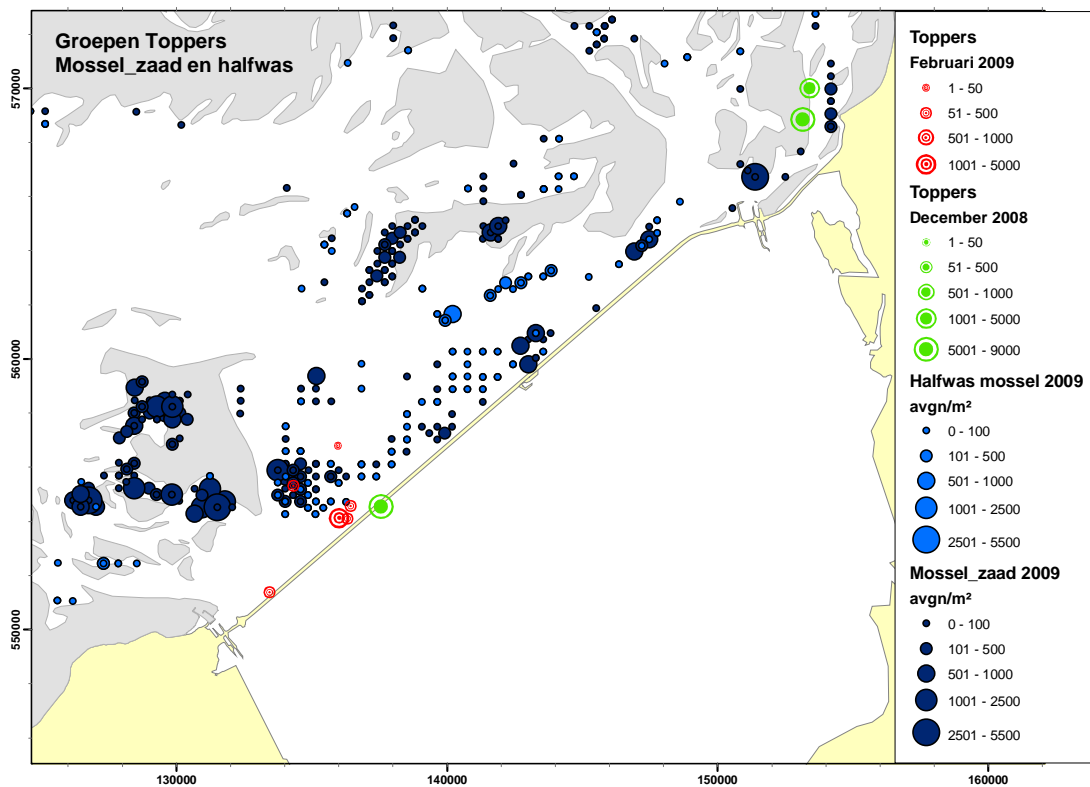 Groepen Toppers
Mossel_zaad en halfwas
570000
560000
550000
130000
140000
150000
160000
Toppers
Februari 2009
1 - 50
51 - 500
501 - 1000
1001 - 5000
Toppers
December 2008
1 - 50
51 - 500
501 - 1000
1001 - 5000
5001 - 9000
Halfwas mossel 2009
avgn/m²
0 - 100
101 - 500
501 - 1000
1001 - 2500
2501 - 5500
Mossel_zaad 2009
avgn/m²
0 - 100
101 - 500
501 - 1000
1001 - 2500
2501 - 5500